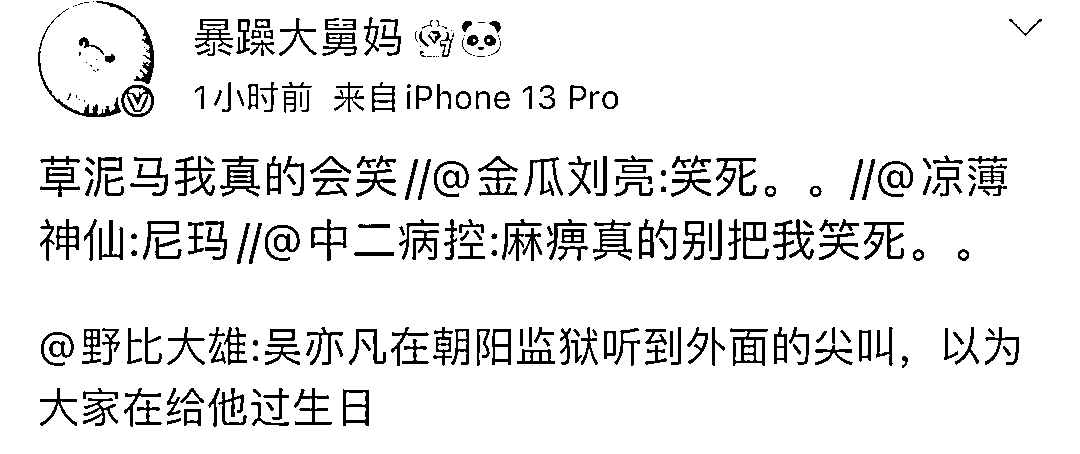 暴躁大舅妈
1小时前 来自iPhone 13 Pro
草泥马我真的会笑//@金瓜刘亮:笑死。。//@凉薄
神仙:尼玛//@中二病控:麻痹真的别把我笑死。。
@野比大雄:吴亦凡在朝阳监狱听到外面的尖叫，以为
大家在给他过生日